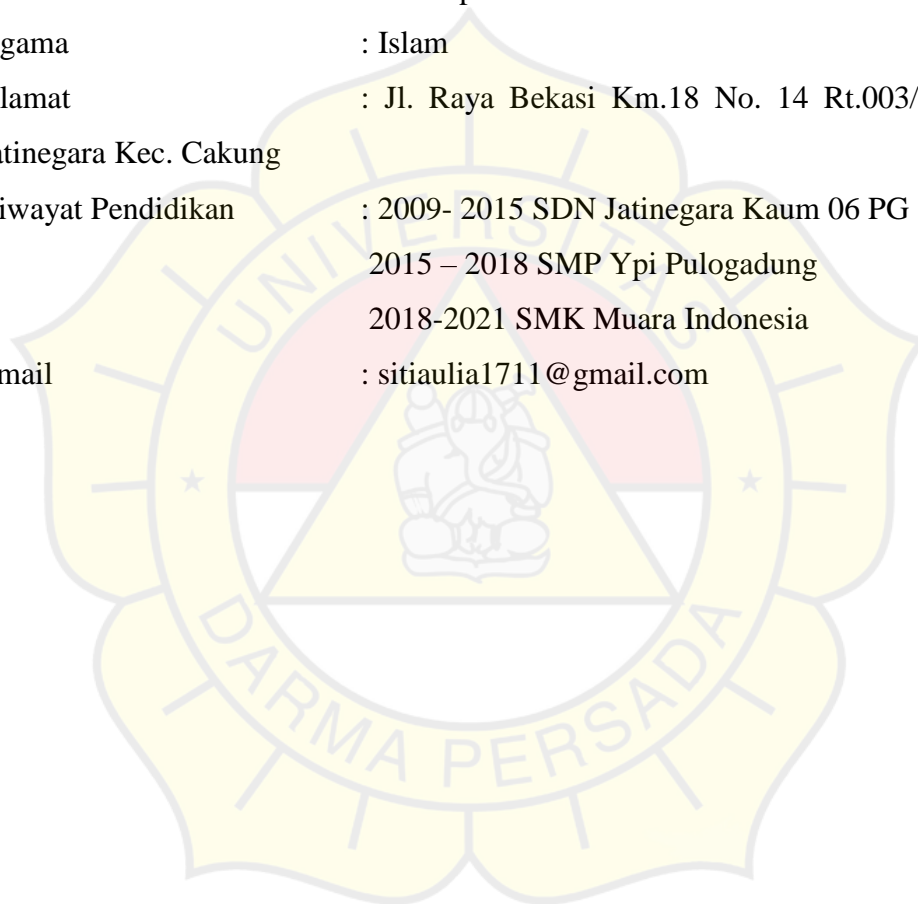 gama : Islam
lamat : Jl. Raya Bekasi Km.18 No. 14 Rt.003/
atinegara Kec. Cakung
iwayat Pendidikan : 2009- 2015 SDN Jatinegara Kaum 06 PG
2015 – 2018 SMP Ypi Pulogadung
2018-2021 SMK Muara Indonesia
mail : sitiaulia1711@gmail.com
UNIVERSITAS
DARMA PERSADA